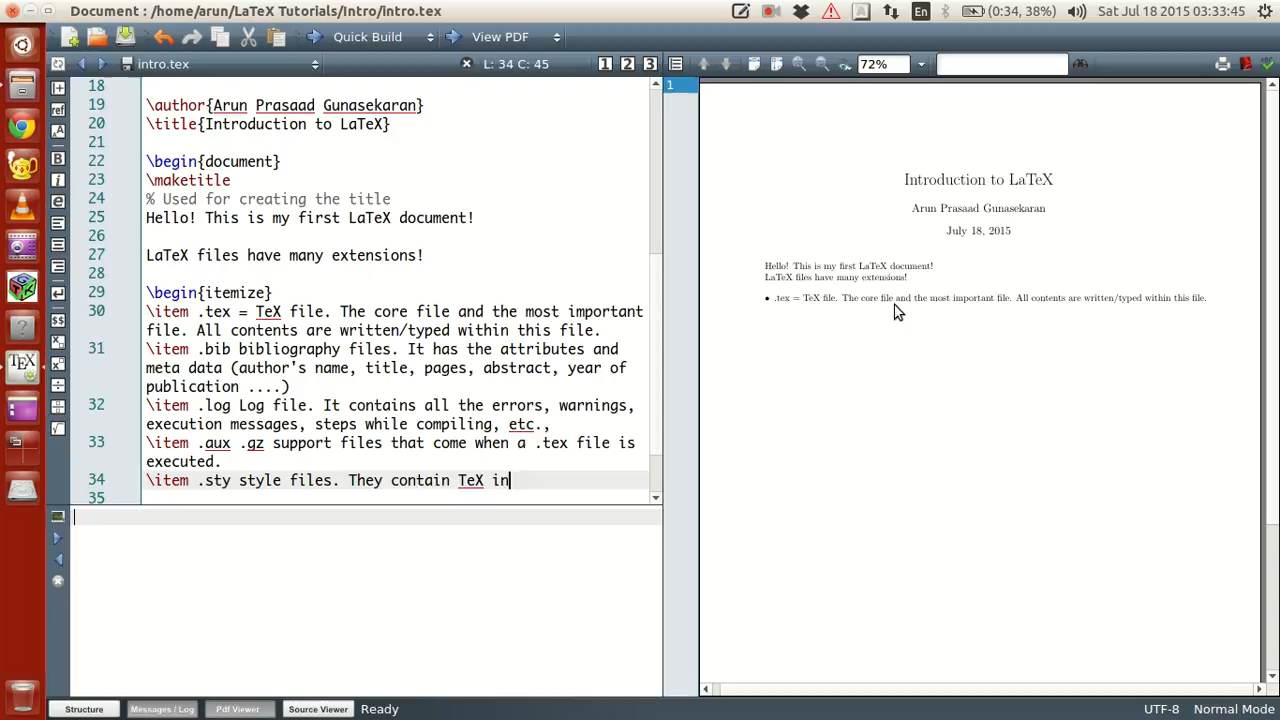 Document : /home/arun/LaTeX Tutorials/Intro/intro.tex
En
(0:34, 38%)
Sat Jul 18 2015 03:33:45
Quick Build
View PDF
intro.tex
L: 34 C: 45
1 2 3
72%
18
19 \author{Arun Prasaad Gunasekaran}
20 \title{Introduction to LaTeX}
21
22 \begin{document}
23 \maketitle
24 % Used for creating the title
25 Hello! This is my first LaTeX document!
26
27 LaTeX files have many extensions!
28
29 \begin{itemize}
30 \item .tex = TeX file. The core file and the most important
file. All contents are written/typed within this file.
31 \item .bib bibliography files. It has the attributes and
meta data (author's name, title, pages, abstract, year of
publication ....)
32 \item .log Log file. It contains all the errors, warnings,
execution messages, steps while compiling, etc.,
33 \item .aux .gz support files that come when a .tex file is
executed.
34 \item .sty style files. They contain TeX in
35
1
Introduction to LaTeX
Arun Prasaad Gunasekaran
July 18, 2015
Hello! This is my first LaTeX document!
LaTeX files have many extensions!
• .tex = TeX file. The core file and the most important file. All contents are written/typed within this file.
Structure
Messages / Log
Pdf Viewer
Source Viewer
Ready
UTF-8
Normal Mode